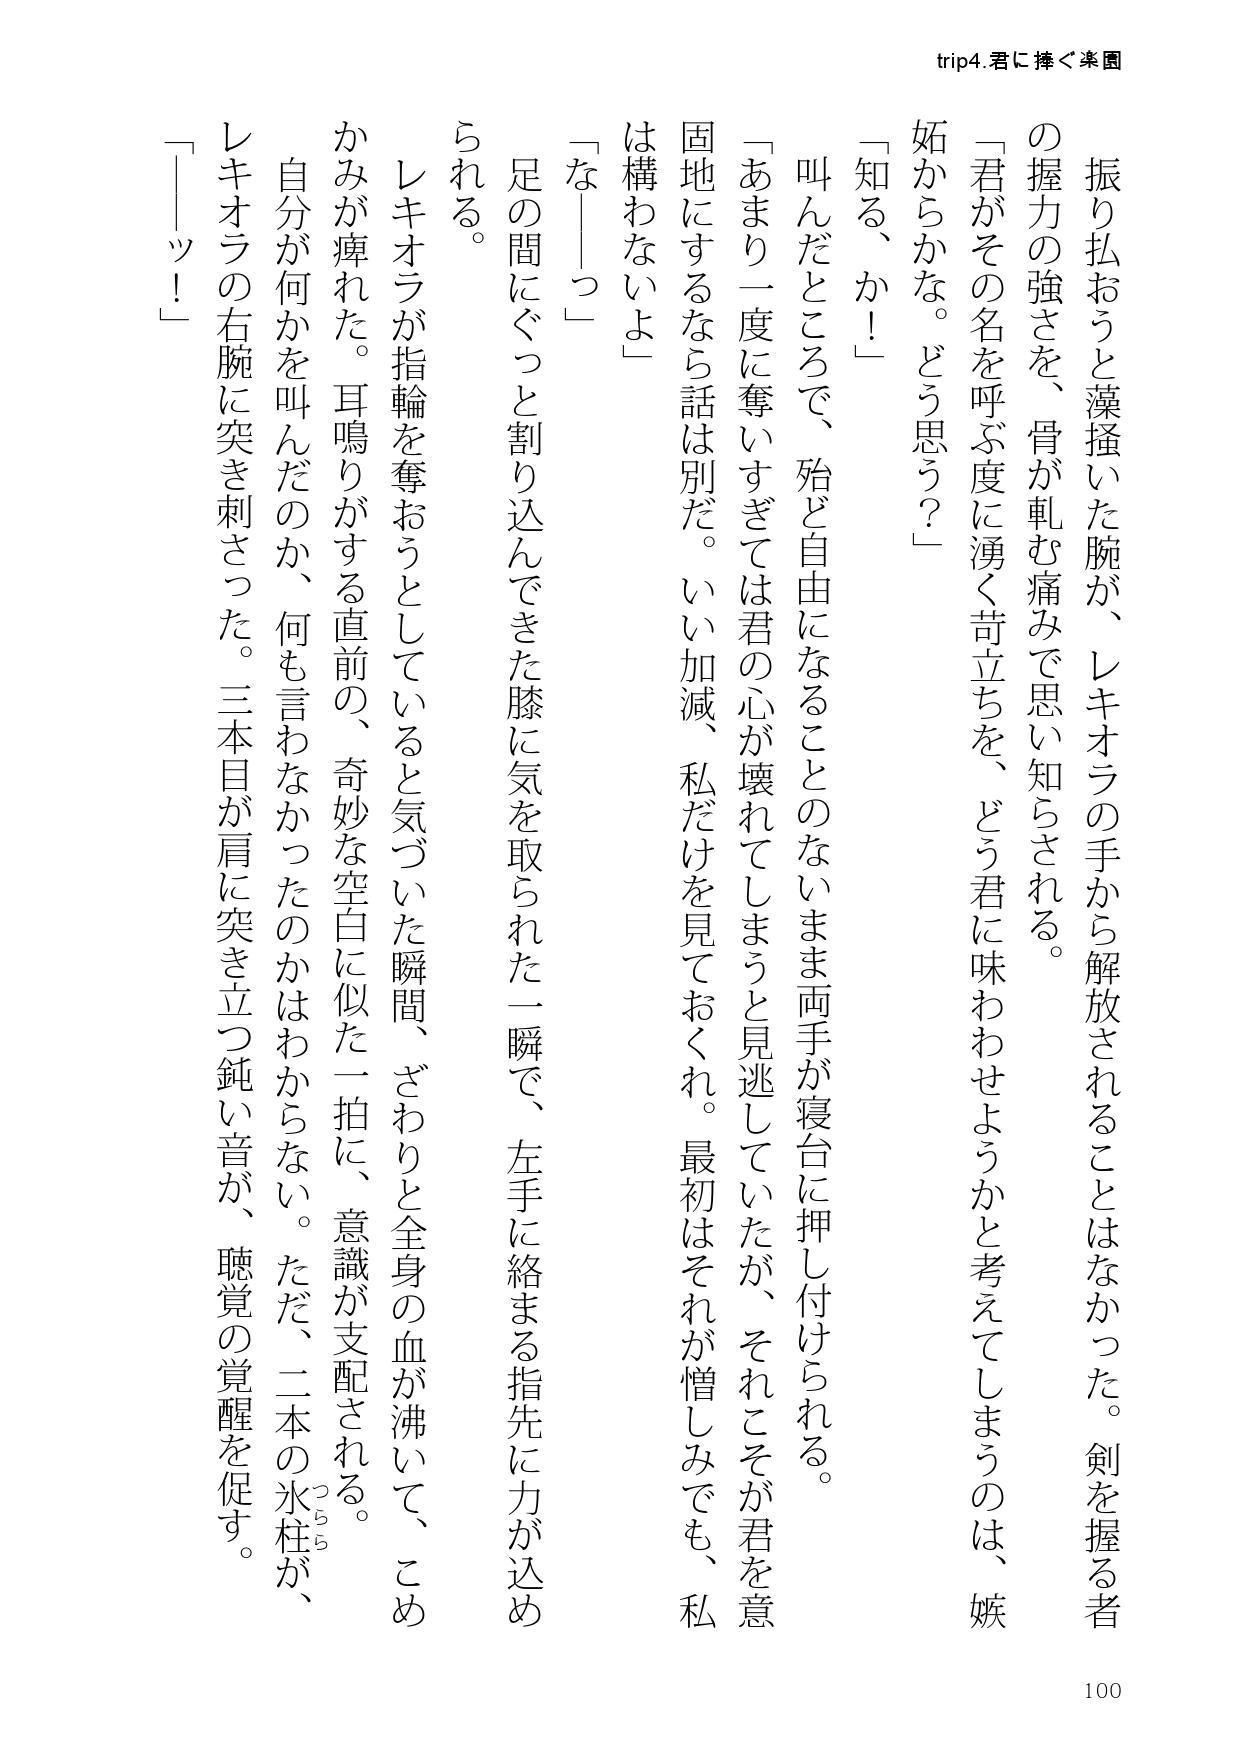 trip4.君に捧ぐ楽園
振り払おうと藻掻いた腕が、レキオラの手から解放されることはなかった。剣を握る者
の握力の強さを、骨が軋む痛みで思い知らされる。
「君がその名を呼ぶ度に湧く苛立ちを、どう君に味わわせようかと考えてしまうのは、嫉
妬からかな。どう思う？」
「知る、か！」
叫んだところで、殆ど自由になることのないまま両手が寝台に押し付けられる。
「あまり一度に奪いすぎては君の心が壊れてしまうと見逃していたが、それこそが君を意
固地にするなら話は別だ。いい加減、私だけを見ておくれ。最初はそれが憎しみでも、私
は構わないよ」
「な――っ」
足の間にぐっと割り込んできた膝に気を取られた一瞬で、左手に絡まる指先に力が込め
られる。
レキオラが指輪を奪おうとしていると気づいた瞬間、ざわりと全身の血が沸いて、こめ
かみが痺れた。耳鳴りがする直前の、奇妙な空白に似た一拍に、意識が支配される。
自分が何かを叫んだのか、何も言わなかったのかはわからない。ただ、二本の氷柱が、
つらら
レキオラの右腕に突き刺さった。三本目が肩に突き立つ鈍い音が、聴覚の覚醒を促す。
「――ッ！」
100